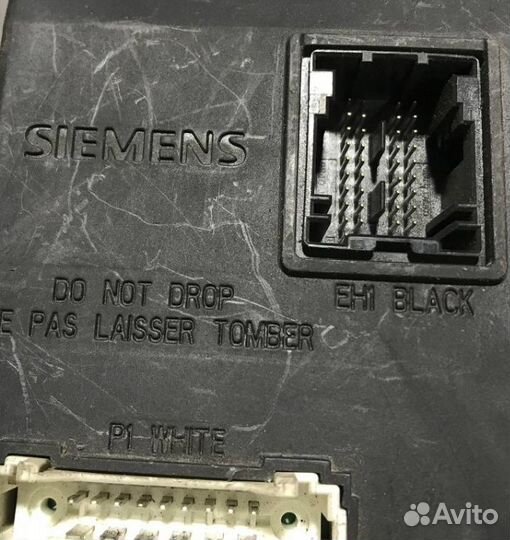 SIEMENS
DO NOT DROP
E PAS LAISSER TOMBER
EH1 BLACK
P1 WHITE
Avito